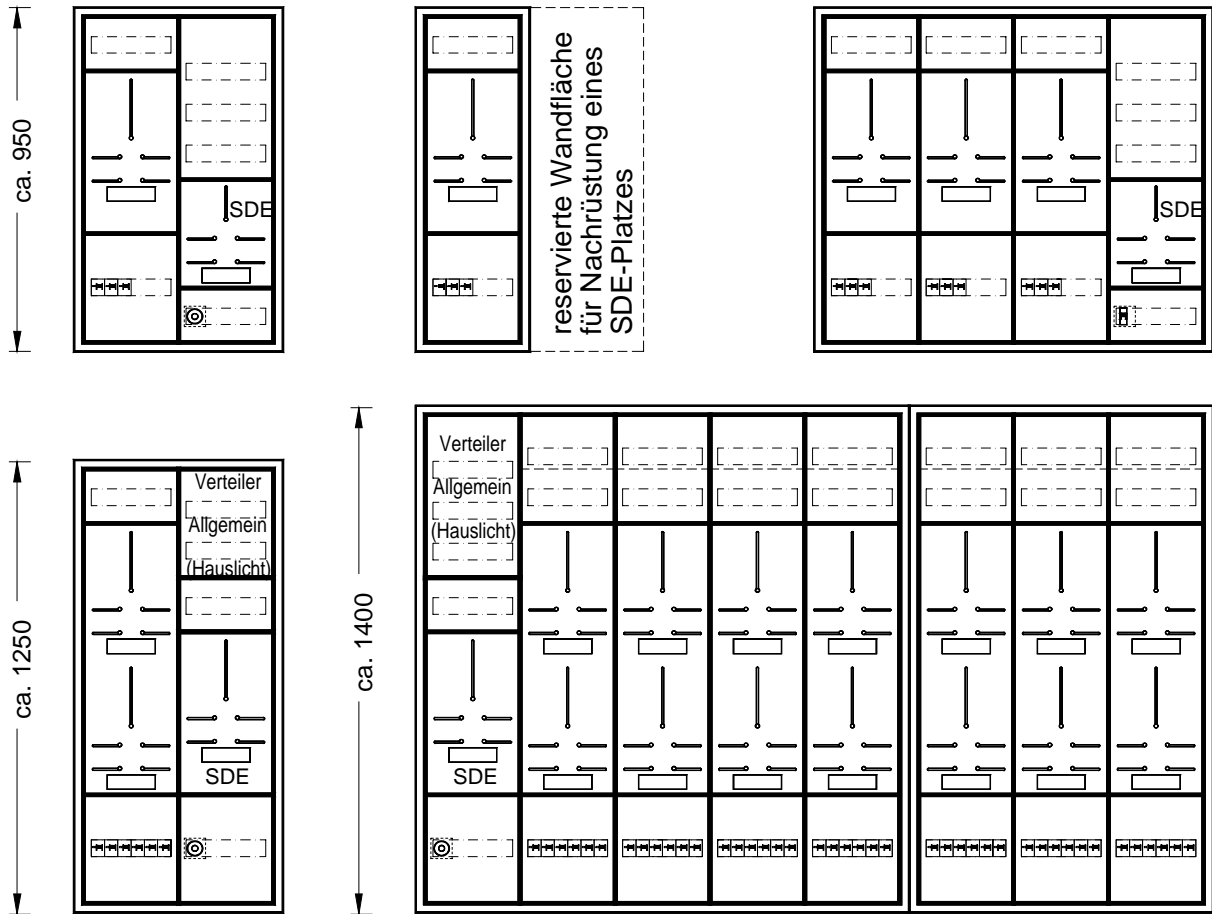 ca. 950
SDE
reservierte Wandfläche
für Nachrüstung eines
SDE-Platzes
SDE
ca. 1250
Verteiler
Allgemein
(Hauslicht)
SDE
ca. 1400
Verteiler
Allgemein
(Hauslicht)
SDE